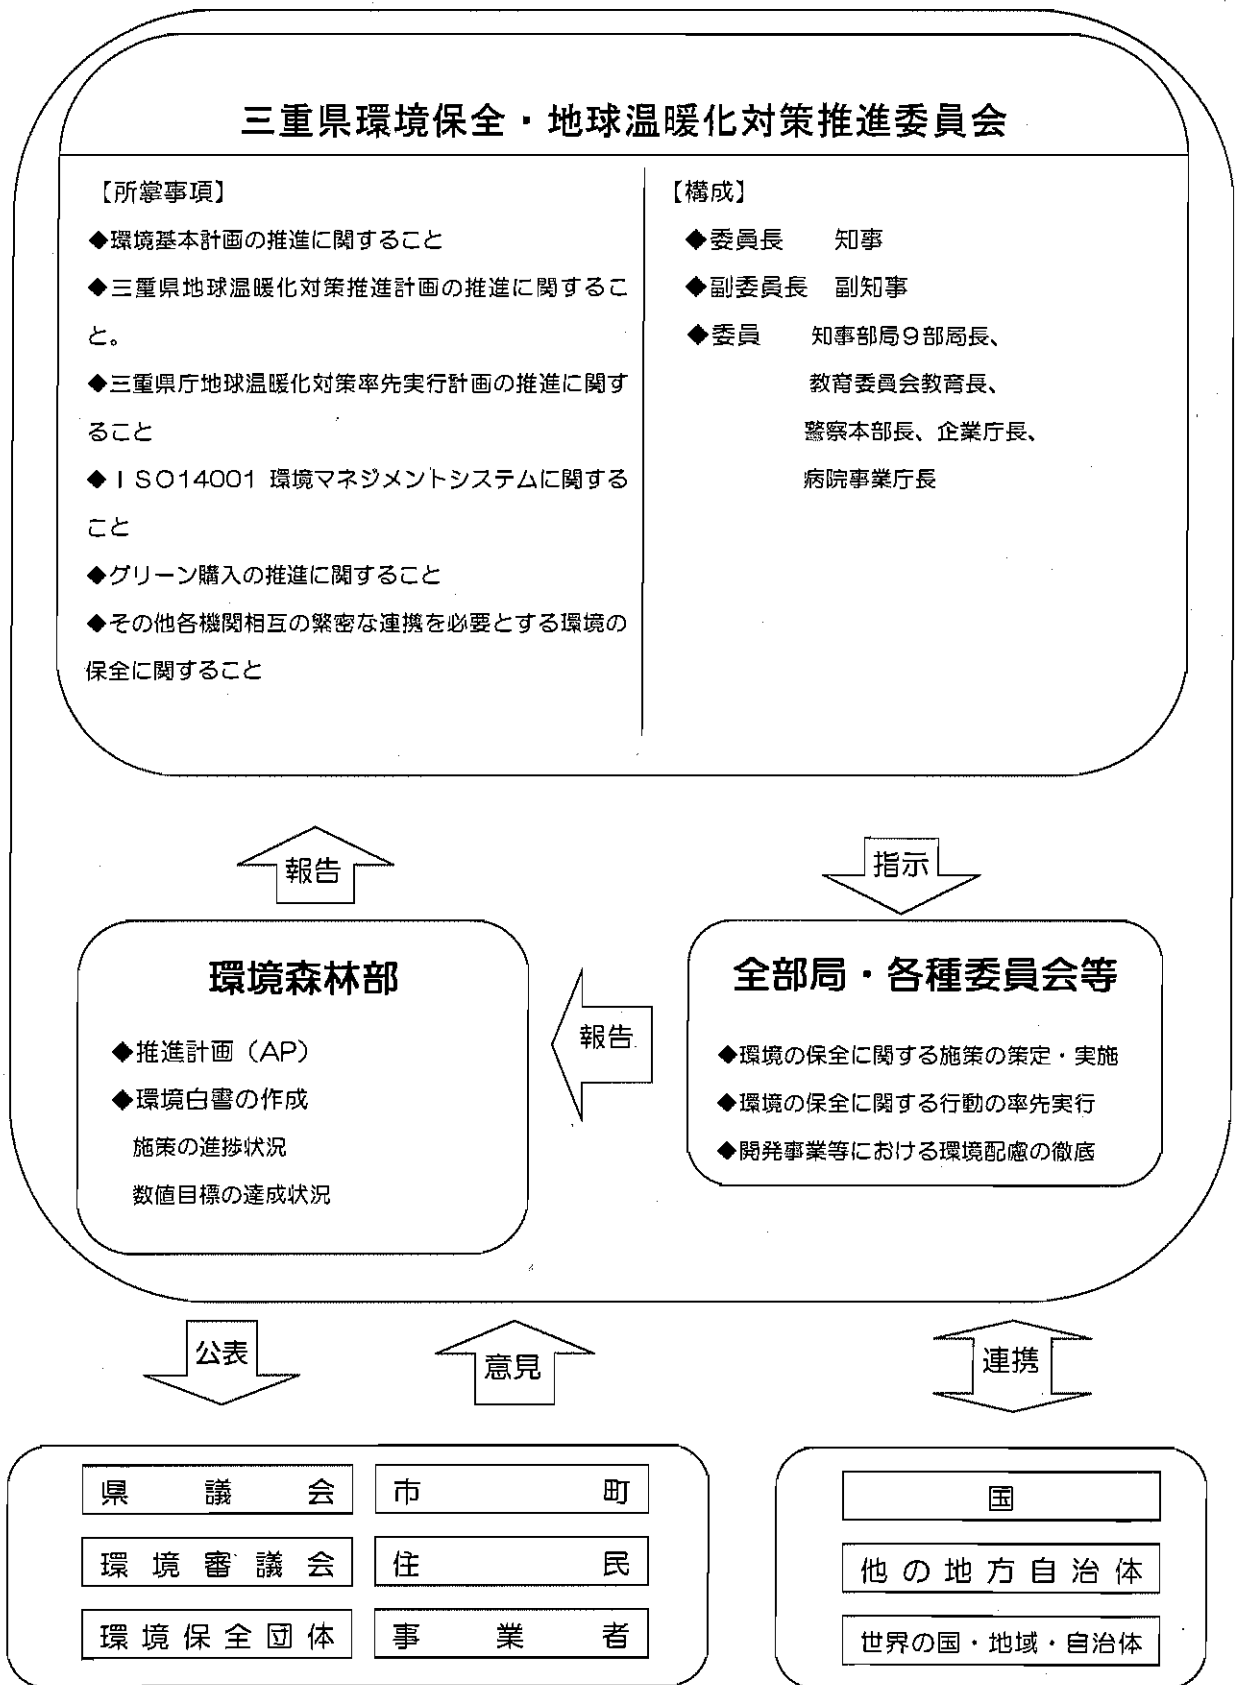 三重県環境保全・地球温暖化対策推進委員会
【所掌事項】
◆環境基本計画の推進に関すること
◆三重県地球温暖化対策推進計画の推進に関するこ
と。
◆三重県庁地球温暖化対策率先実行計画の推進に関す
ること
◆ISO14001 環境マネジメントシステムに関する
こと
◆グリーン購入の推進に関すること
◆その他各機関相互の緊密な連携を必要とする環境の
保全に関すること
【構成】
◆委員長 知事
◆副委員長 副知事
◆委員 知事部局9部局長、
教育委員会教育長、
警察本部長、企業庁長、
病院事業庁長
報告
指示
環境森林部
◆推進計画(AP)
◆環境白書の作成
施策の進捗状況
数値目標の達成状況
報告
全部局・各種委員会等
◆環境の保全に関する施策の策定・実施
◆環境の保全に関する行動の率先実行
◆開発事業等における環境配慮の徹底
公表
意見
連携
県議会
市町
環境審議会
住民
環境保全団体
事業者
国
他の地方自治体
世界の国・地域・自治体